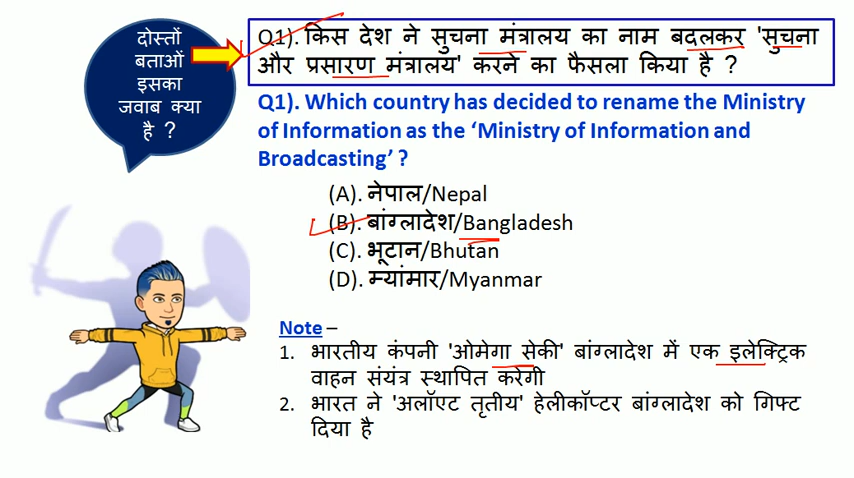 दोस्तों
बताओं
इसका
जवाब क्या
है ?
Q1). किस देश ने सुचना मंत्रालय का नाम बदलकर 'सुचना
और प्रसारण मंत्रालय' करने का फैसला किया है ?
Q1). Which country has decided to rename the Ministry
of Information as the ‘Ministry of Information and
Broadcasting’ ?
(A). नेपाल/Nepal
(B). बांग्लादेश/Bangladesh
(C). भूटान/Bhutan
(D). म्यांमार/Myanmar
Note –
1. भारतीय कंपनी 'ओमेगा सेकी' बांग्लादेश में एक इलेक्ट्रिक
वाहन संयंत्र स्थापित करेगी
2. भारत ने 'अलॉएट तृतीय' हेलीकॉप्टर बांग्लादेश को गिफ्ट
दिया है